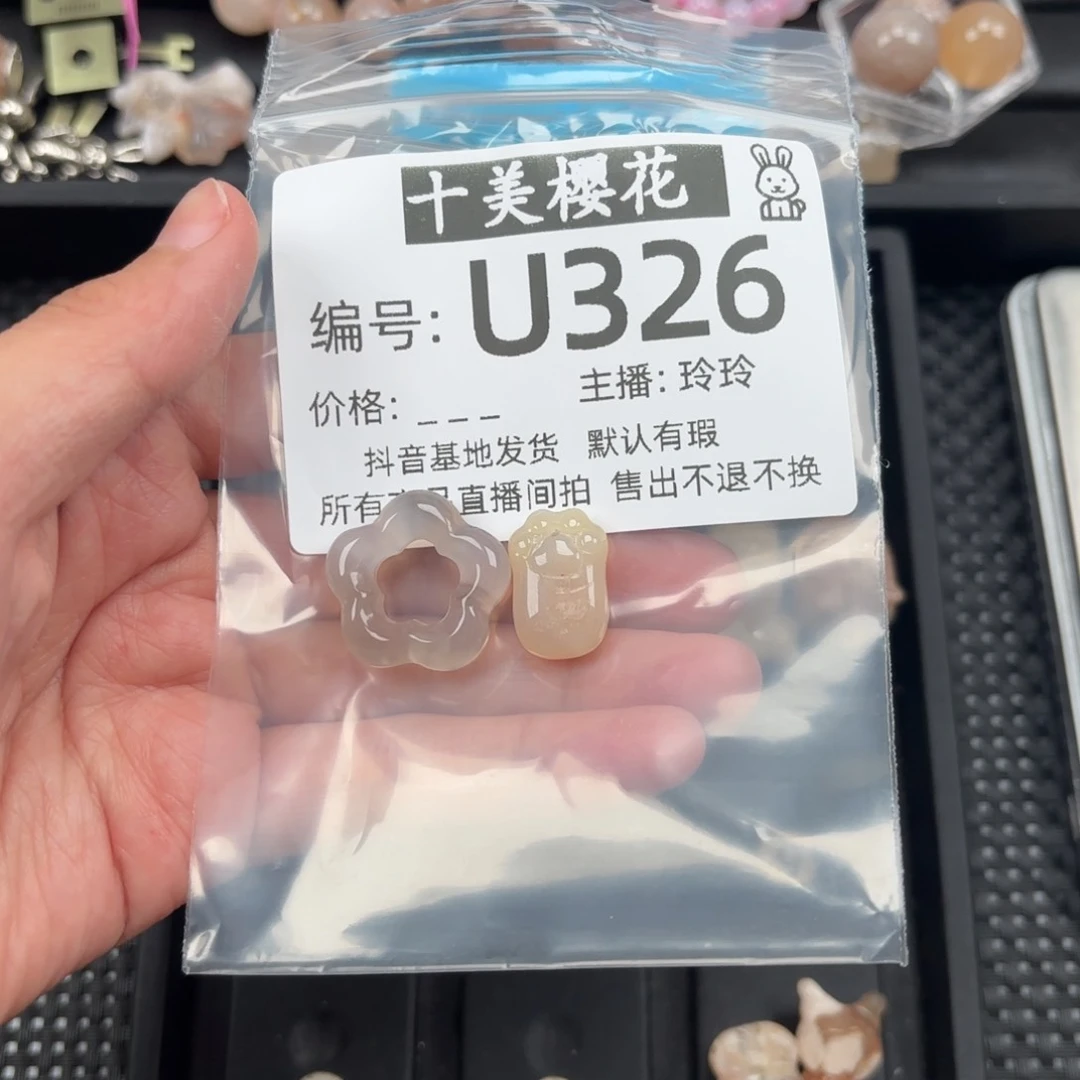 十美樱花
编号: U326
价格: _ _ _ 主播: 玲玲
抖音基地发货 默认有瑕
所有 直播间拍 售出不退不换